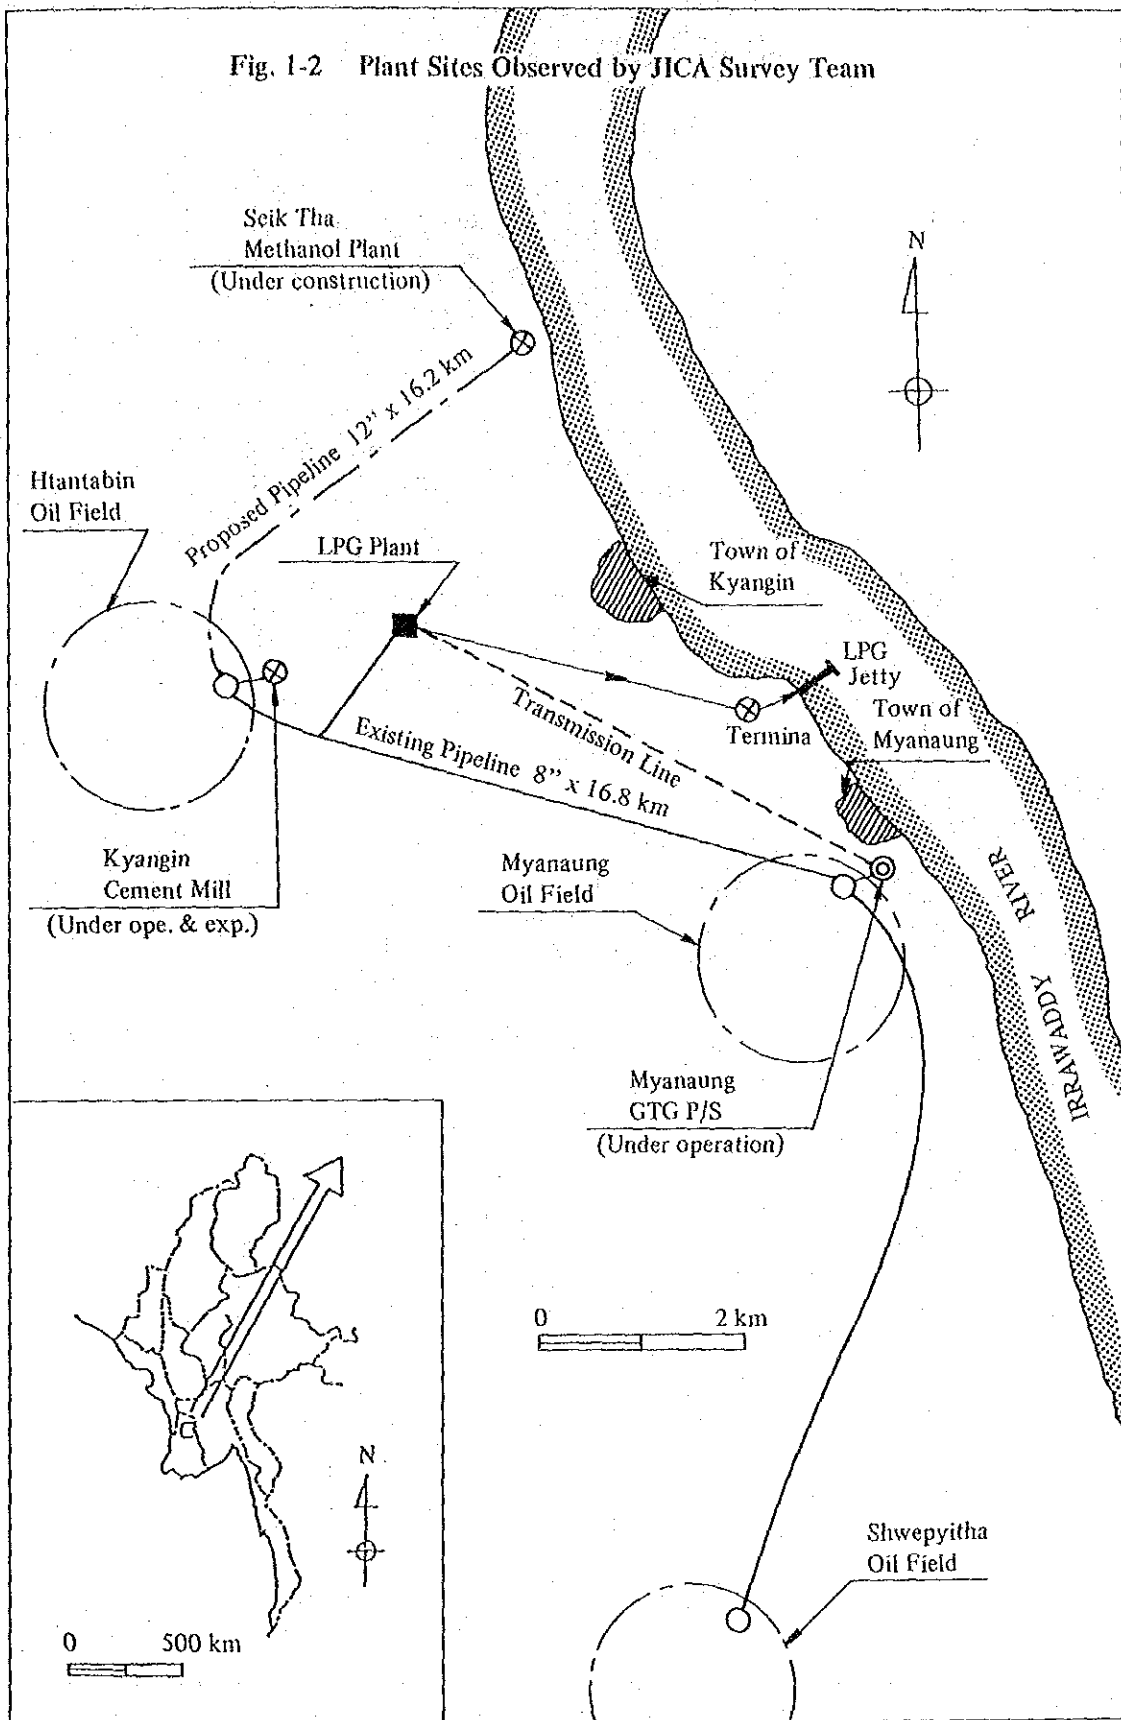 Fig. 1-2 Plant Sites Observed by JICA Survey Team
Seik Tha
Methanol Plant
(Under construction)
N
Proposed Pipeline 12" x 16.2 km
Htantabin
Oil Field
LPG Plant
Town of
Kyangin
LPG
Jetty
Termina
Town of
Myanaung
Transmission Line
Existing Pipeline 8" x 16.8 km
Kyangin
Cement Mill
(Under ope. & exp.)
Myanaung
Oil Field
IRRAWADDY RIVER
Myanaung
GTG P/S
(Under operation)
0 2 km
N
0 500 km
Shwepyitha
Oil Field